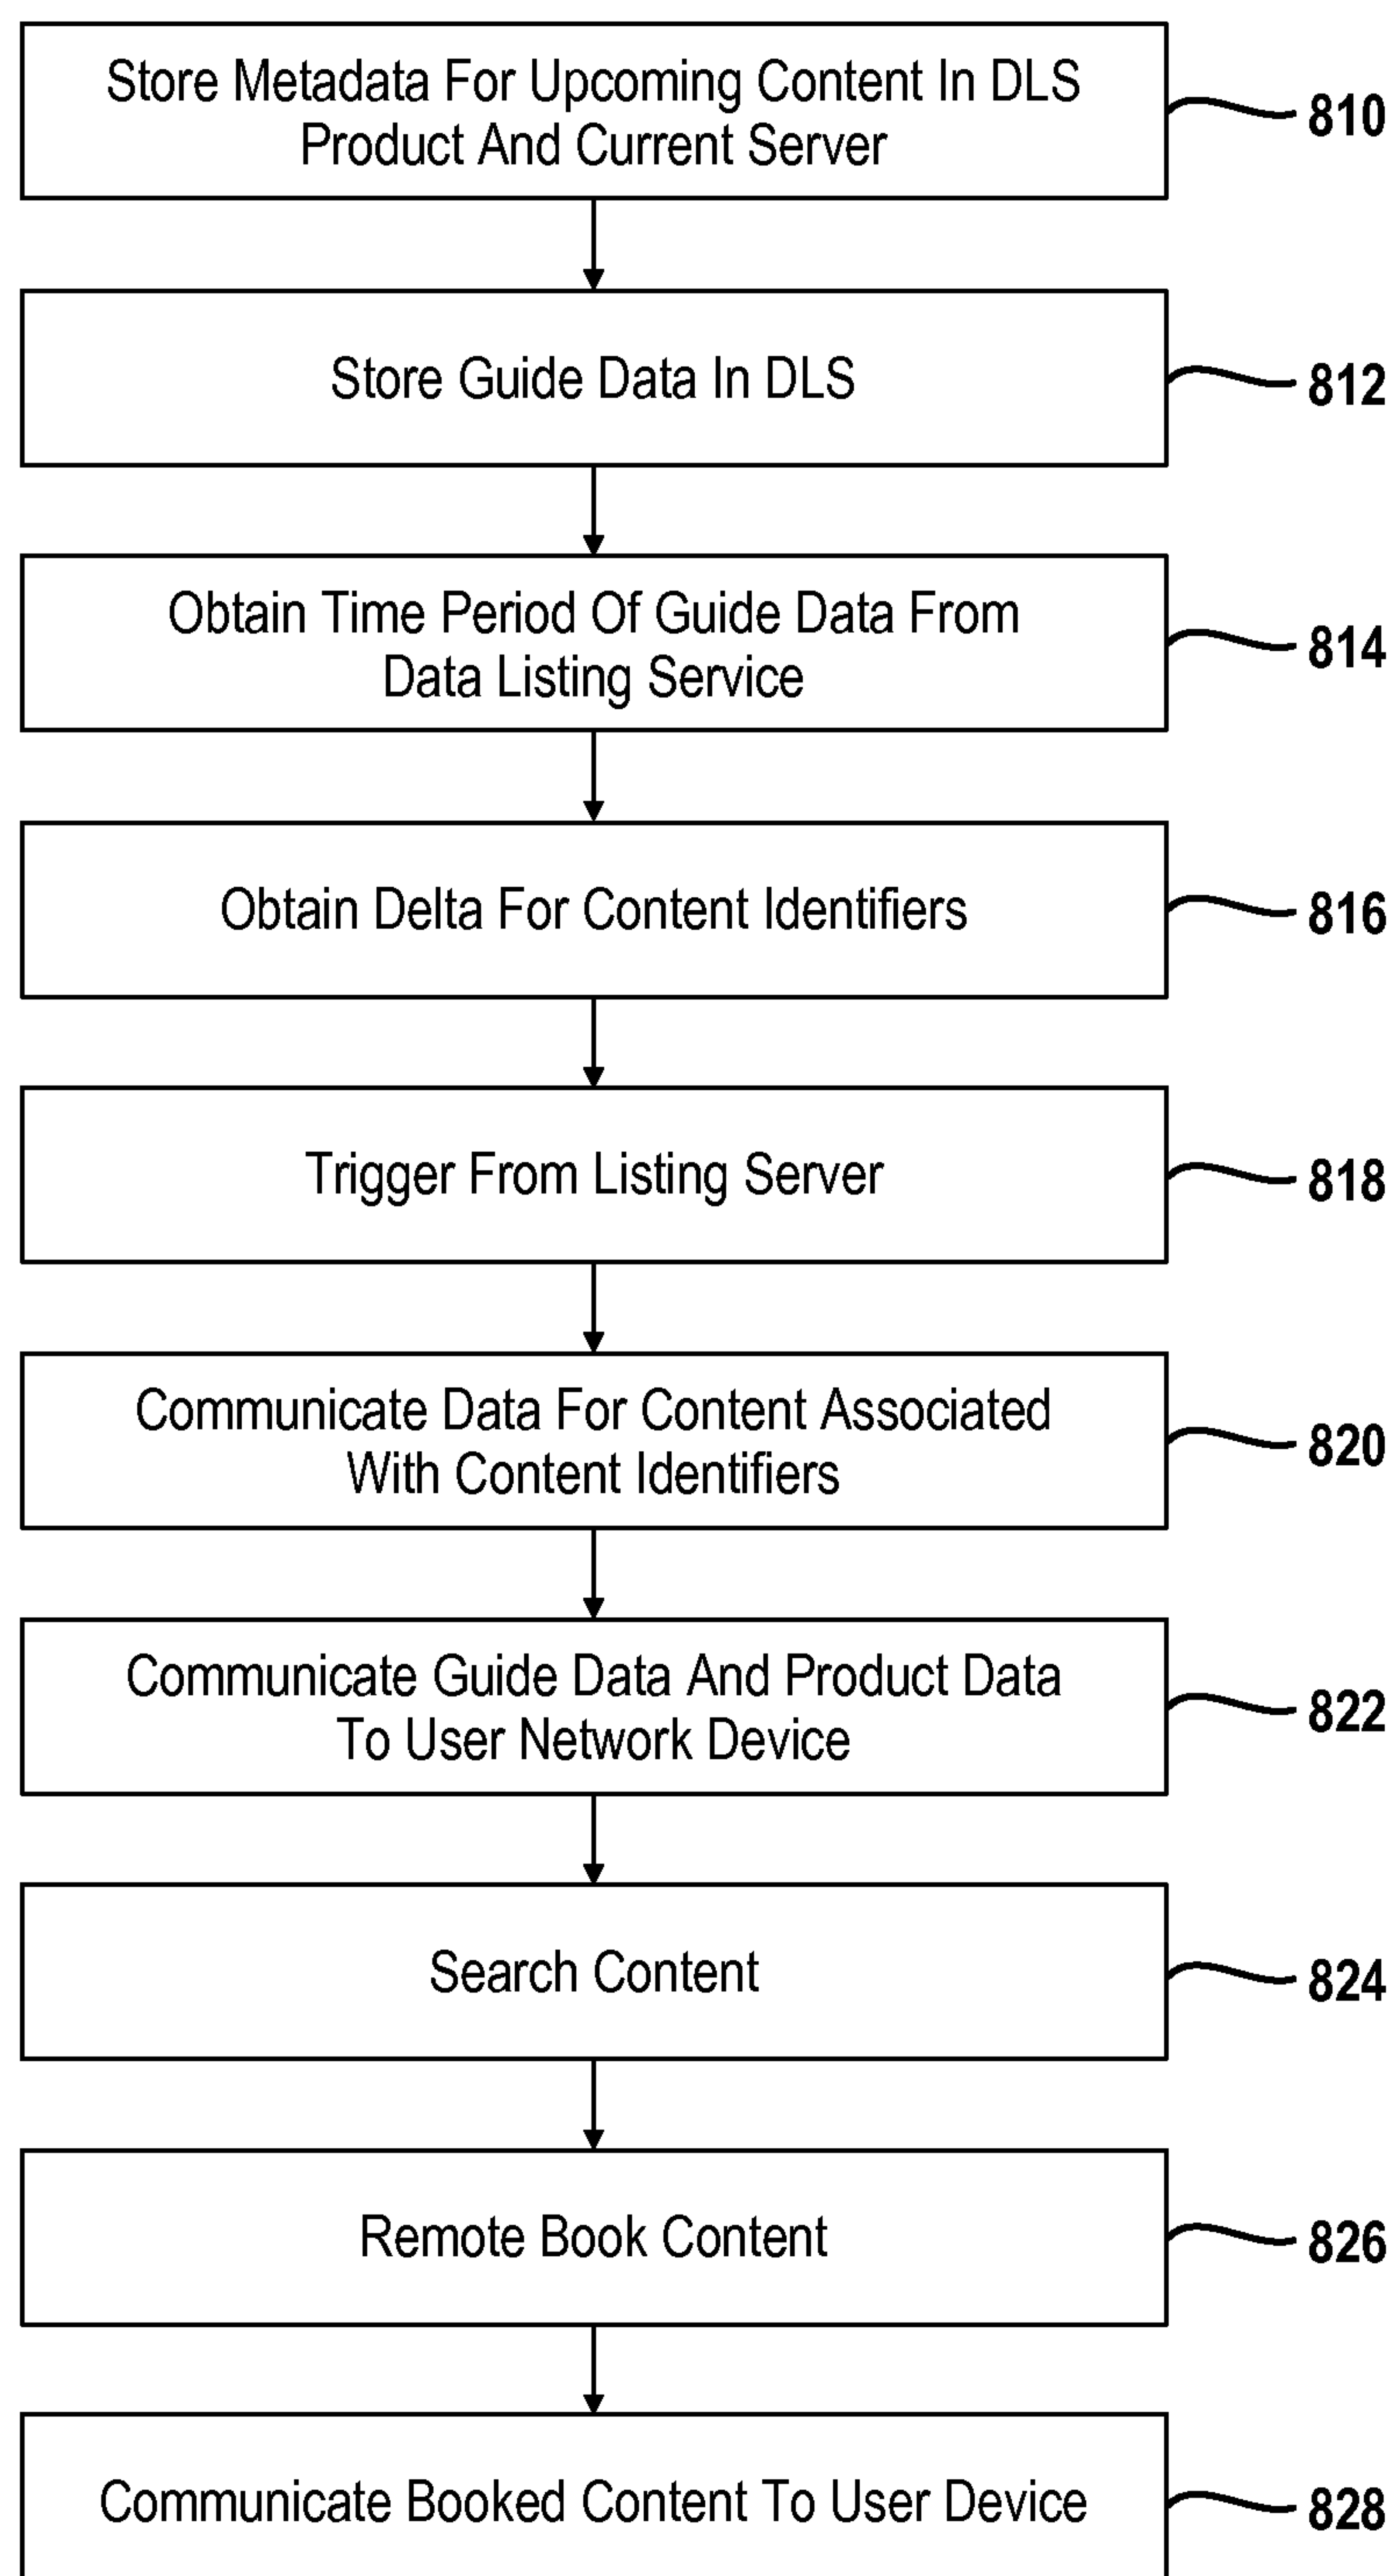 Store Metadata For Upcoming Content In DLS
Product And Current Server
810
Store Guide Data In DLS
812
Obtain Time Period Of Guide Data From
Data Listing Service
814
Obtain Delta For Content Identifiers
816
Trigger From Listing Server
818
Communicate Data For Content Associated
With Content Identifiers
820
Communicate Guide Data And Product Data
To User Network Device
822
Search Content
824
Remote Book Content
826
Communicate Booked Content To User Device
828